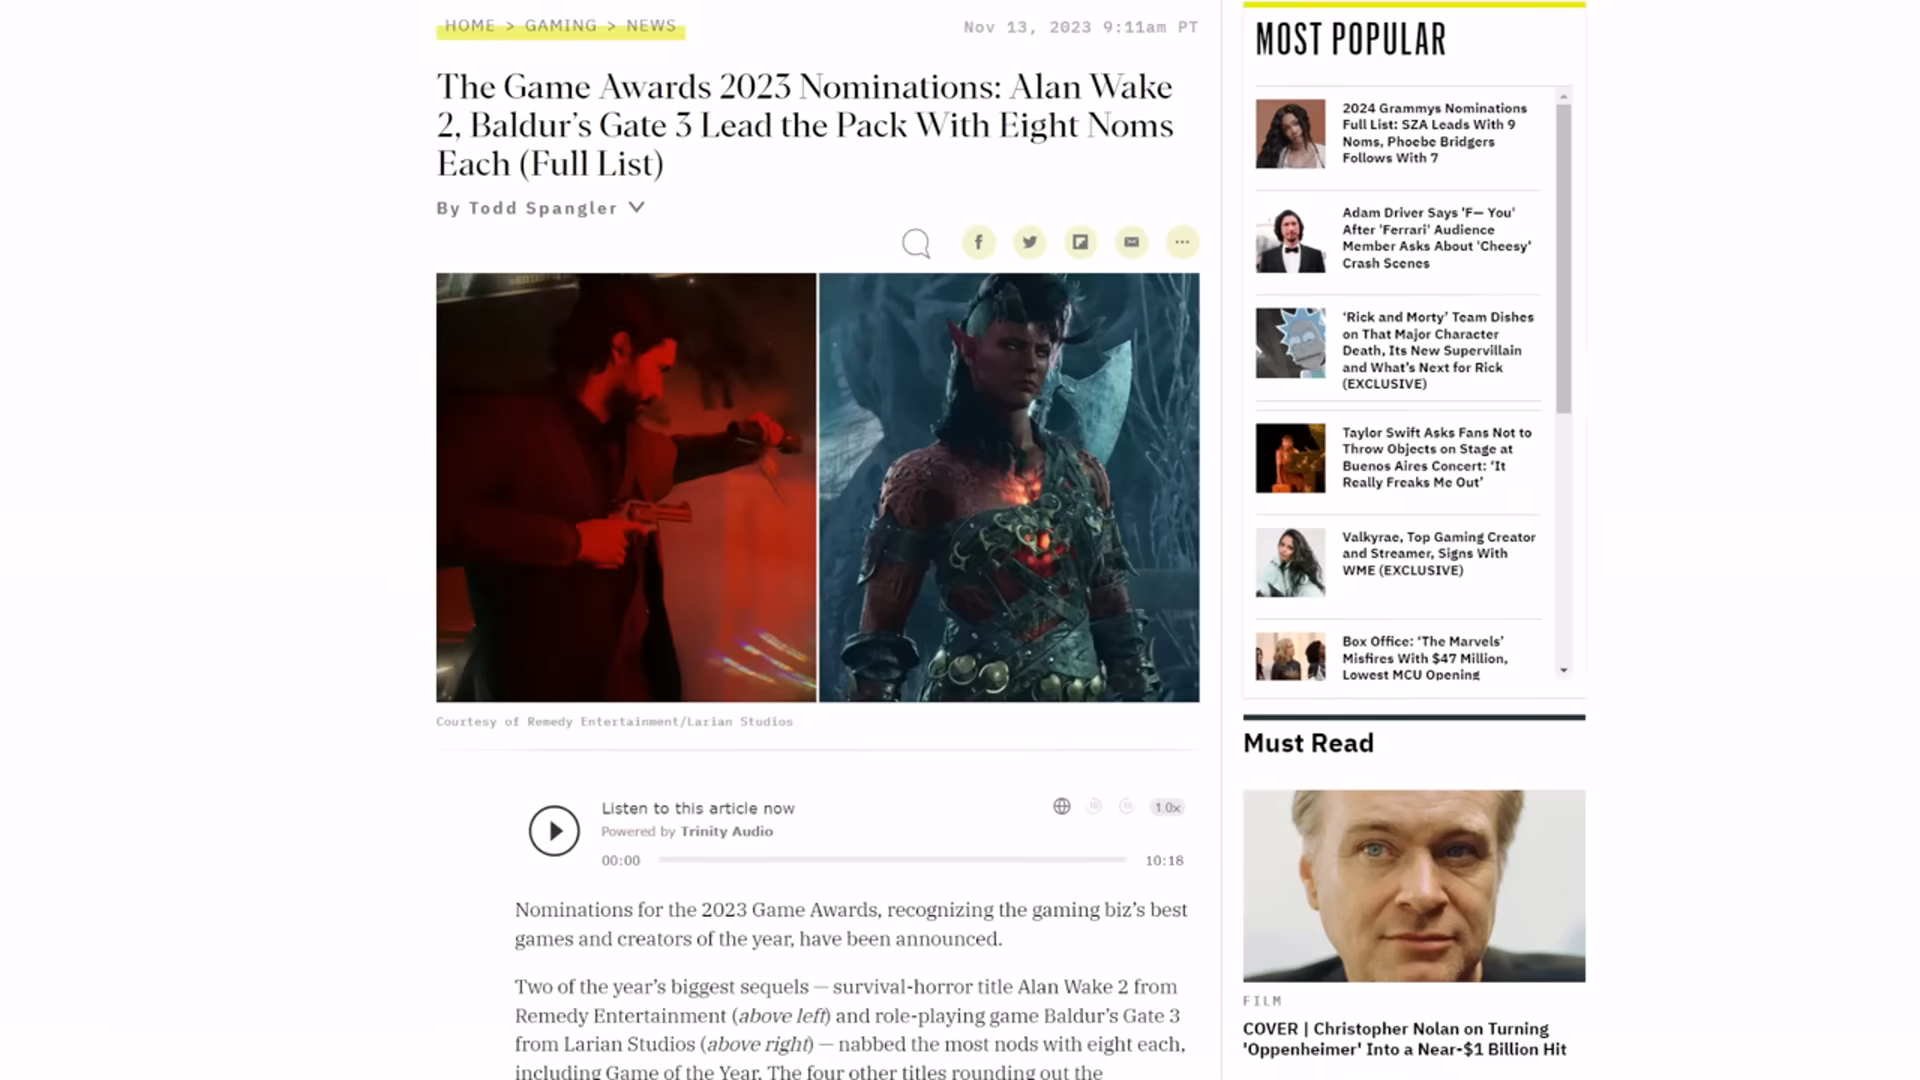 HOME > GAMING > NEWS
Nov 13, 2023 9:11am PT
The Game Awards 2023 Nominations: Alan Wake
2, Baldur’s Gate 3 Lead the Pack With Eight Noms
Each (Full List)
By Todd Spangler
Courtesy of Remedy Entertainment/Larian Studios
Listen to this article now
1.0x
Powered by Trinity Audio
00:00
10:18
Nominations for the 2023 Game Awards, recognizing the gaming biz’s best
games and creators of the year, have been announced.
Two of the year’s biggest sequels — survival-horror title Alan Wake 2 from
Remedy Entertainment (above left) and role-playing game Baldur’s Gate 3
from Larian Studios (above right) — nabbed the most nods with eight each,
including Game of the Year. The four other titles rounding out the
MOST POPULAR
2024 Grammys Nominations
Full List: SZA Leads With 9
Noms, Phoebe Bridgers
Follows With 7
Adam Driver Says 'F— You'
After 'Ferrari' Audience
Member Asks About 'Cheesy'
Crash Scenes
‘Rick and Morty’ Team Dishes
on That Major Character
Death, Its New Supervillain
and What’s Next for Rick
(EXCLUSIVE)
Taylor Swift Asks Fans Not to
Throw Objects on Stage at
Buenos Aires Concert: ‘It
Really Freaks Me Out’
Valkyrae, Top Gaming Creator
and Streamer, Signs With
WME (EXCLUSIVE)
Box Office: ‘The Marvels’
Misfires With $47 Million,
Lowest MCU Opening
Must Read
FILM
COVER | Christopher Nolan on Turning
'Oppenheimer' Into a Near-$1 Billion Hit